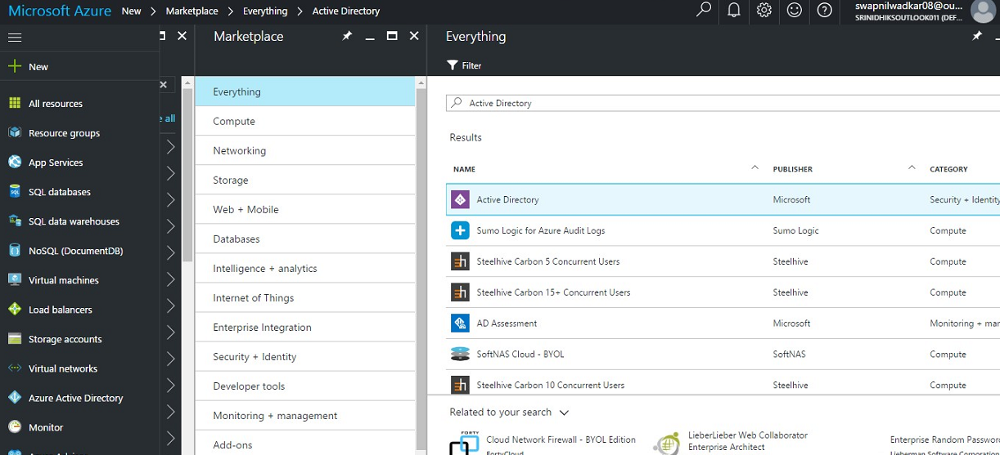 Microsoft Azure New > Marketplace > Everything > Active Directory
swapnilwadkar08@ou...
SRINIDHIKSOUTLOOK011 (DEF...
Marketplace
Everything
Filter
New
All resources
Resource groups
App Services
SQL databases
SQL data warehouses
NoSQL (DocumentDB)
Virtual machines
Load balancers
Storage accounts
Virtual networks
Azure Active Directory
Monitor
all
Everything
Compute
Networking
Storage
Web + Mobile
Databases
Intelligence + analytics
Internet of Things
Enterprise Integration
Security + Identity
Developer tools
Monitoring + management
Add-ons
Active Directory
Results
NAME PUBLISHER CATEGORY
Active Directory Microsoft Security + Identity
Sumo Logic for Azure Audit Logs Sumo Logic Compute
Steelhive Carbon 5 Concurrent Users Steelhive Compute
Steelhive Carbon 15+ Concurrent Users Steelhive Compute
AD Assessment Microsoft Monitoring + mar
SoftNAS Cloud - BYOL SoftNAS Compute
Steelhive Carbon 10 Concurrent Users Steelhive Compute
Related to your search
FORTY
Cloud Network Firewall - BYOL Edition
FortyCloud
LieberLieber Web Collaborator
Enterprise Architect
Enterprise Random Password
Lieberman Software Corporation